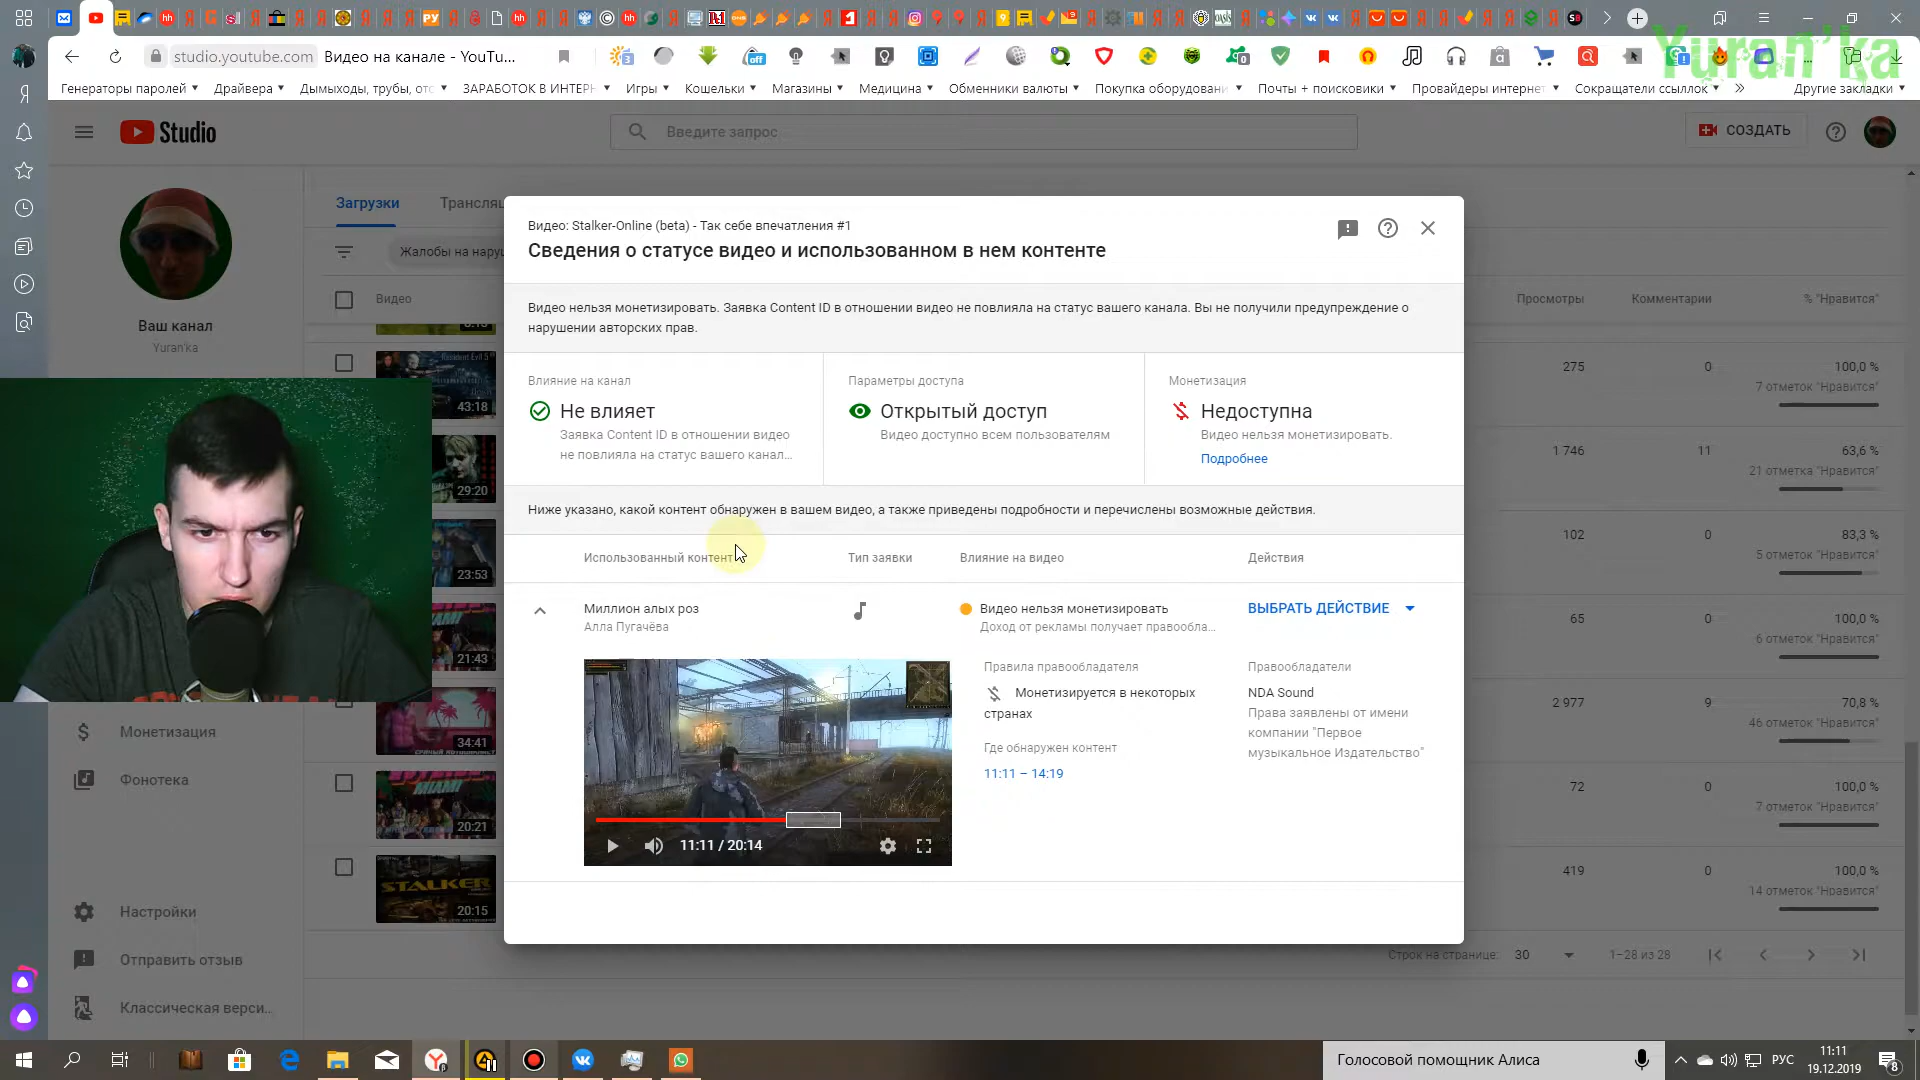 Yuran'ka
studio.youtube.com Видео на канале - YouTu...
Генераторы паролей
Драйвера
Дымыходы, трубы, отс
ЗАРАБОТОК В ИНТЕРН
Игры
Кошельки
Магазины
Медицина
Обменники валюты
Покупка оборудовани
Почты + поисковики
Провайдеры интернет
Сокращатели ссылок
»
Другие закладки
Studio
Введите запрос
СОЗДАТЬ
Ваш канал
Yuran'ka
Монетизация
Фонотека
Настройки
Отправить отзыв
Классическая верси...
Загрузки
Трансляц
Жалобы на наруш
Видео
Просмотры
Комментарии
% "Нравится"
43:18
275
0
100,0 %
7 отметок "Нравится"
29:20
1 746
11
63,6 %
21 отметка "Нравится"
23:53
102
0
83,3 %
5 отметок "Нравится"
21:43
65
0
100,0 %
6 отметок "Нравится"
34:41
2 977
9
70,8 %
46 отметок "Нравится"
20:21
72
0
100,0 %
7 отметок "Нравится"
STALKER
20:15
419
0
100,0 %
14 отметок "Нравится"
Строк на странице:
30
1–28 из 28
Видео: Stalker-Online (beta) - Так себе впечатления #1
Сведения о статусе видео и использованном в нем контенте
Видео нельзя монетизировать. Заявка Content ID в отношении видео не повлияла на статус вашего канала. Вы не получили предупреждение о
нарушении авторских прав.
Влияние на канал
Не влияет
Заявка Content ID в отношении видео
не повлияла на статус вашего канал...
Параметры доступа
Открытый доступ
Видео доступно всем пользователям
Монетизация
Недоступна
Видео нельзя монетизировать.
Подробнее
Ниже указано, какой контент обнаружен в вашем видео, а также приведены подробности и перечислены возможные действия.
Использованный контент
Тип заявки
Влияние на видео
Действия
Миллион алых роз
Алла Пугачёва
Видео нельзя монетизировать
Доход от рекламы получает правообла...
ВЫБРАТЬ ДЕЙСТВИЕ
11:11 / 20:14
Правила правообладателя
Монетизируется в некоторых
странах
Где обнаружен контент
11:11 – 14:19
Правообладатели
NDA Sound
Права заявлены от имени
компании "Первое
музыкальное Издательство"
Голосовой помощник Алиса
РУС
11:11
19.12.2019
8